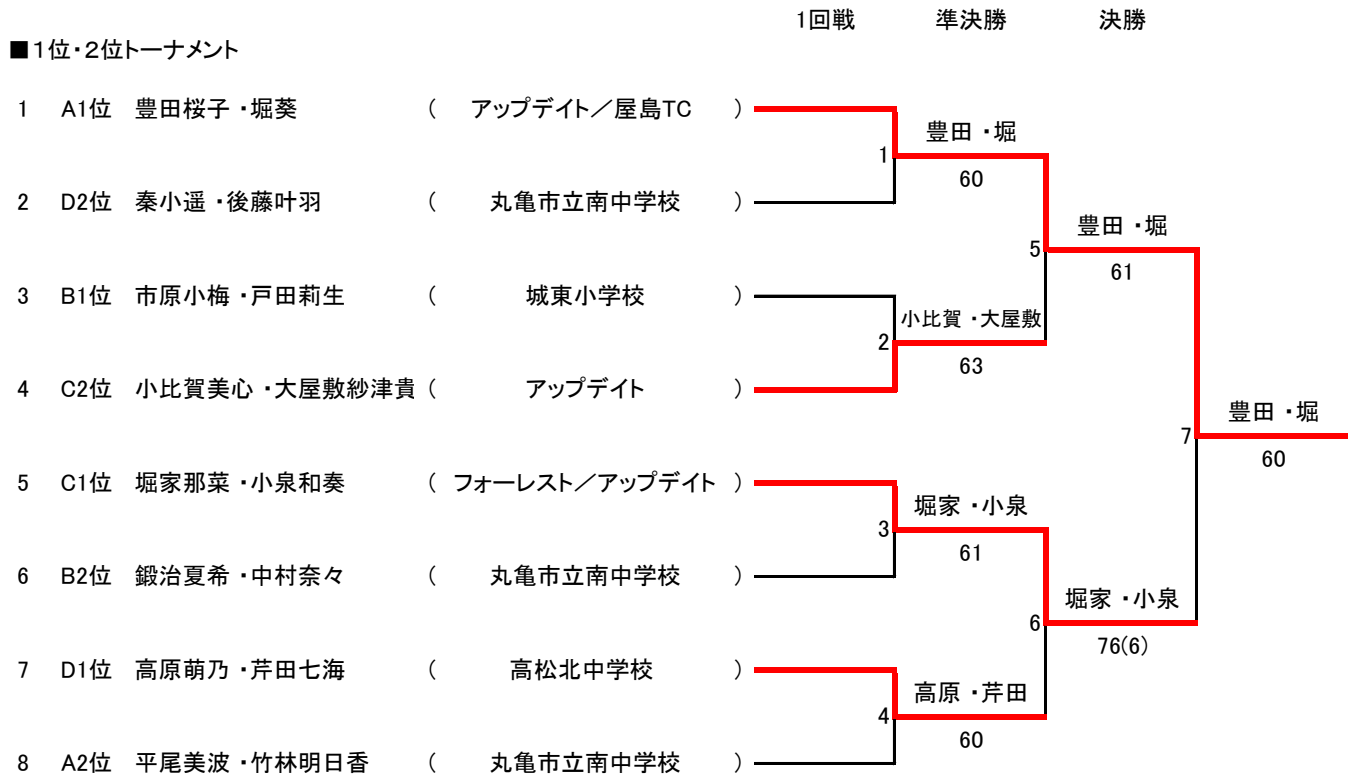 1回戦 準決勝 決勝
■1位・2位トーナメント
1 A1位 豊田桜子 ・堀葵 ( アップデイト／屋島TC )
豊田 ・堀
1
60
2 D2位 秦小遥 ・後藤叶羽 ( 丸亀市立南中学校 )
豊田 ・堀
5
61
3 B1位 市原小梅 ・戸田莉生 ( 城東小学校 )
小比賀 ・大屋敷
2
63
4 C2位 小比賀美心 ・大屋敷紗津貴 ( アップデイト )
豊田 ・堀
7
60
5 C1位 堀家那菜 ・小泉和奏 ( フォーレスト／アップデイト )
堀家 ・小泉
3
61
6 B2位 鍛治夏希 ・中村奈々 ( 丸亀市立南中学校 )
堀家 ・小泉
6
76(6)
7 D1位 高原萌乃 ・芹田七海 ( 高松北中学校 )
高原 ・芹田
4
60
8 A2位 平尾美波 ・竹林明日香 ( 丸亀市立南中学校 )